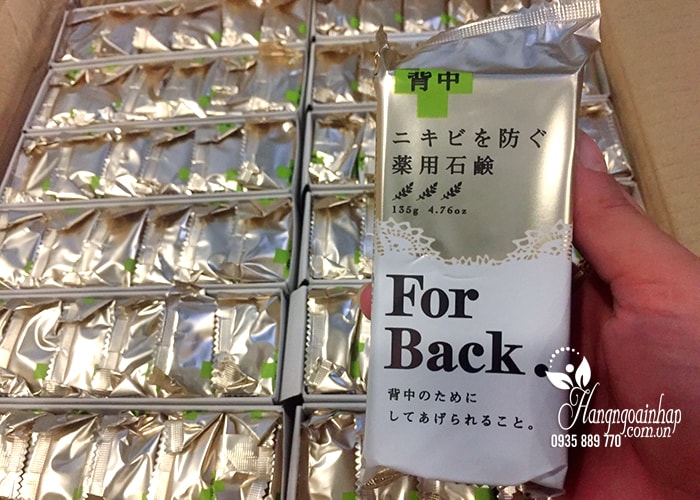 背中
ニキビを防ぐ
薬用石鹸
135g 4.76oz
For
Back.
背中のために
してあげられること。
Hangngoainhap
.com.vn
0935 889 770